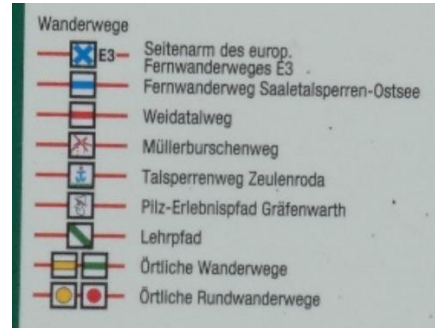 Wanderwege
E3
Seitenarm des europ.
Fernwanderweges E3
Fernwanderweg Saaletalsperren-Ostsee
Weidatalweg
Müllerburschenweg
Talsperrenweg Zeulenroda
Pilz-Erlebnispfad Gräfenwarth
Lehrpfad
Örtliche Wanderwege
Örtliche Rundwanderwege